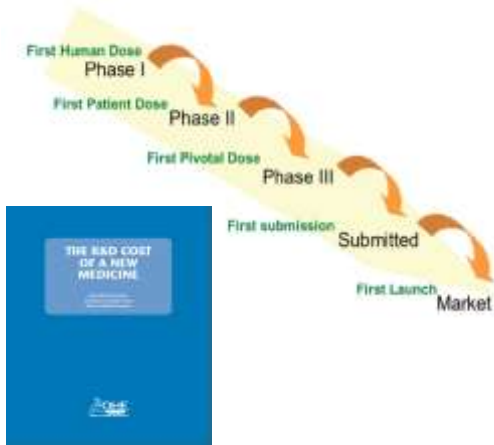 First Human Dose
Phase I
First Patient Dose
Phase II
First Pivotal Dose
Phase III
First submission
Submitted
First Launch
Market
THE R&D COST
OF A NEW
MEDICINE
OHE